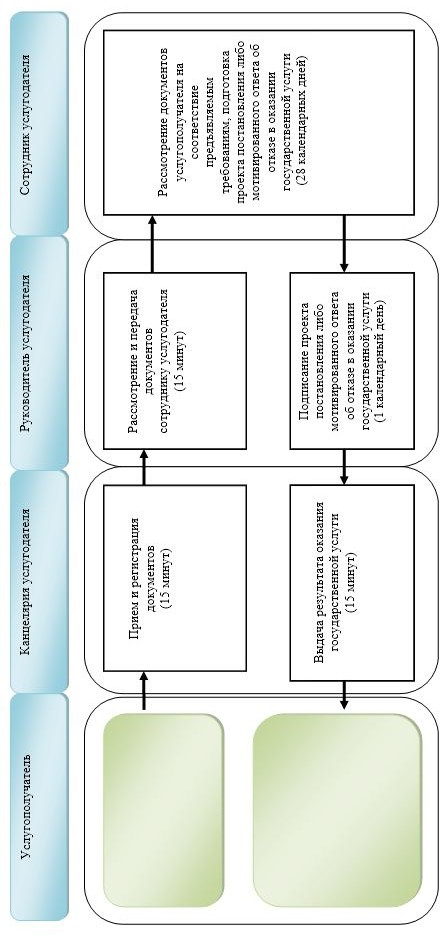 Услугополучатель
Канцелярия услугодателя
Руководитель услугодателя
Сотрудник услугодателя
Прием и регистрация
документов
(15 минут)
Рассмотрение и передача
документов
сотруднику услугодателя
(15 минут)
Рассмотрение документов
услугополучателя на
соответствие
предъявляемым
требованиям, подготовка
проекта постановления либо
мотивированного ответа об
отказе в оказании
государственной услуги
(28 календарных дней)
Подписание проекта
постановления либо
мотивированного ответа
об отказе в оказании
государственной услуги
(1 календарный день)
Выдача результата оказания
государственной услуги
(15 минут)